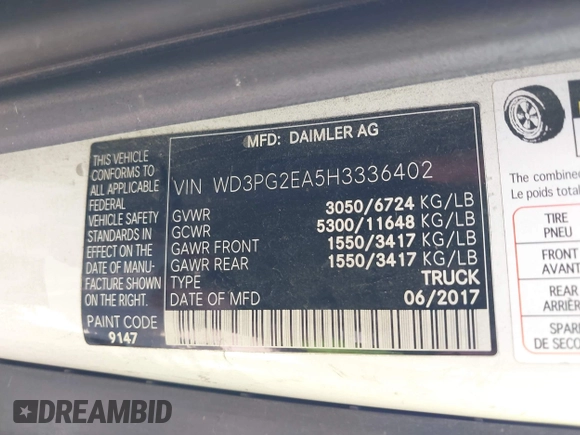 MFD: DAIMLER AG
THIS VEHICLE
CONFORMS TO
ALL APPLICABLE
FEDERAL
VEHICLE SAFETY
STANDARDS IN
EFFECT ON THE
DATE OF MANU-
FACTURE SHOWN
ON THE RIGHT.
PAINT CODE
9147
VIN WD3PG2EA5H3336402
GVWR 3050/6724 KG/LB
GCWR 5300/11648 KG/LB
GAWR FRONT 1550/3417 KG/LB
GAWR REAR 1550/3417 KG/LB
TYPE TRUCK
DATE OF MFD 06/2017
The combined
Le poids total
TIRE
PNEU
FRONT
AVANT
REAR
ARRIÈR
SPAR
DE SECO
DREAMBID